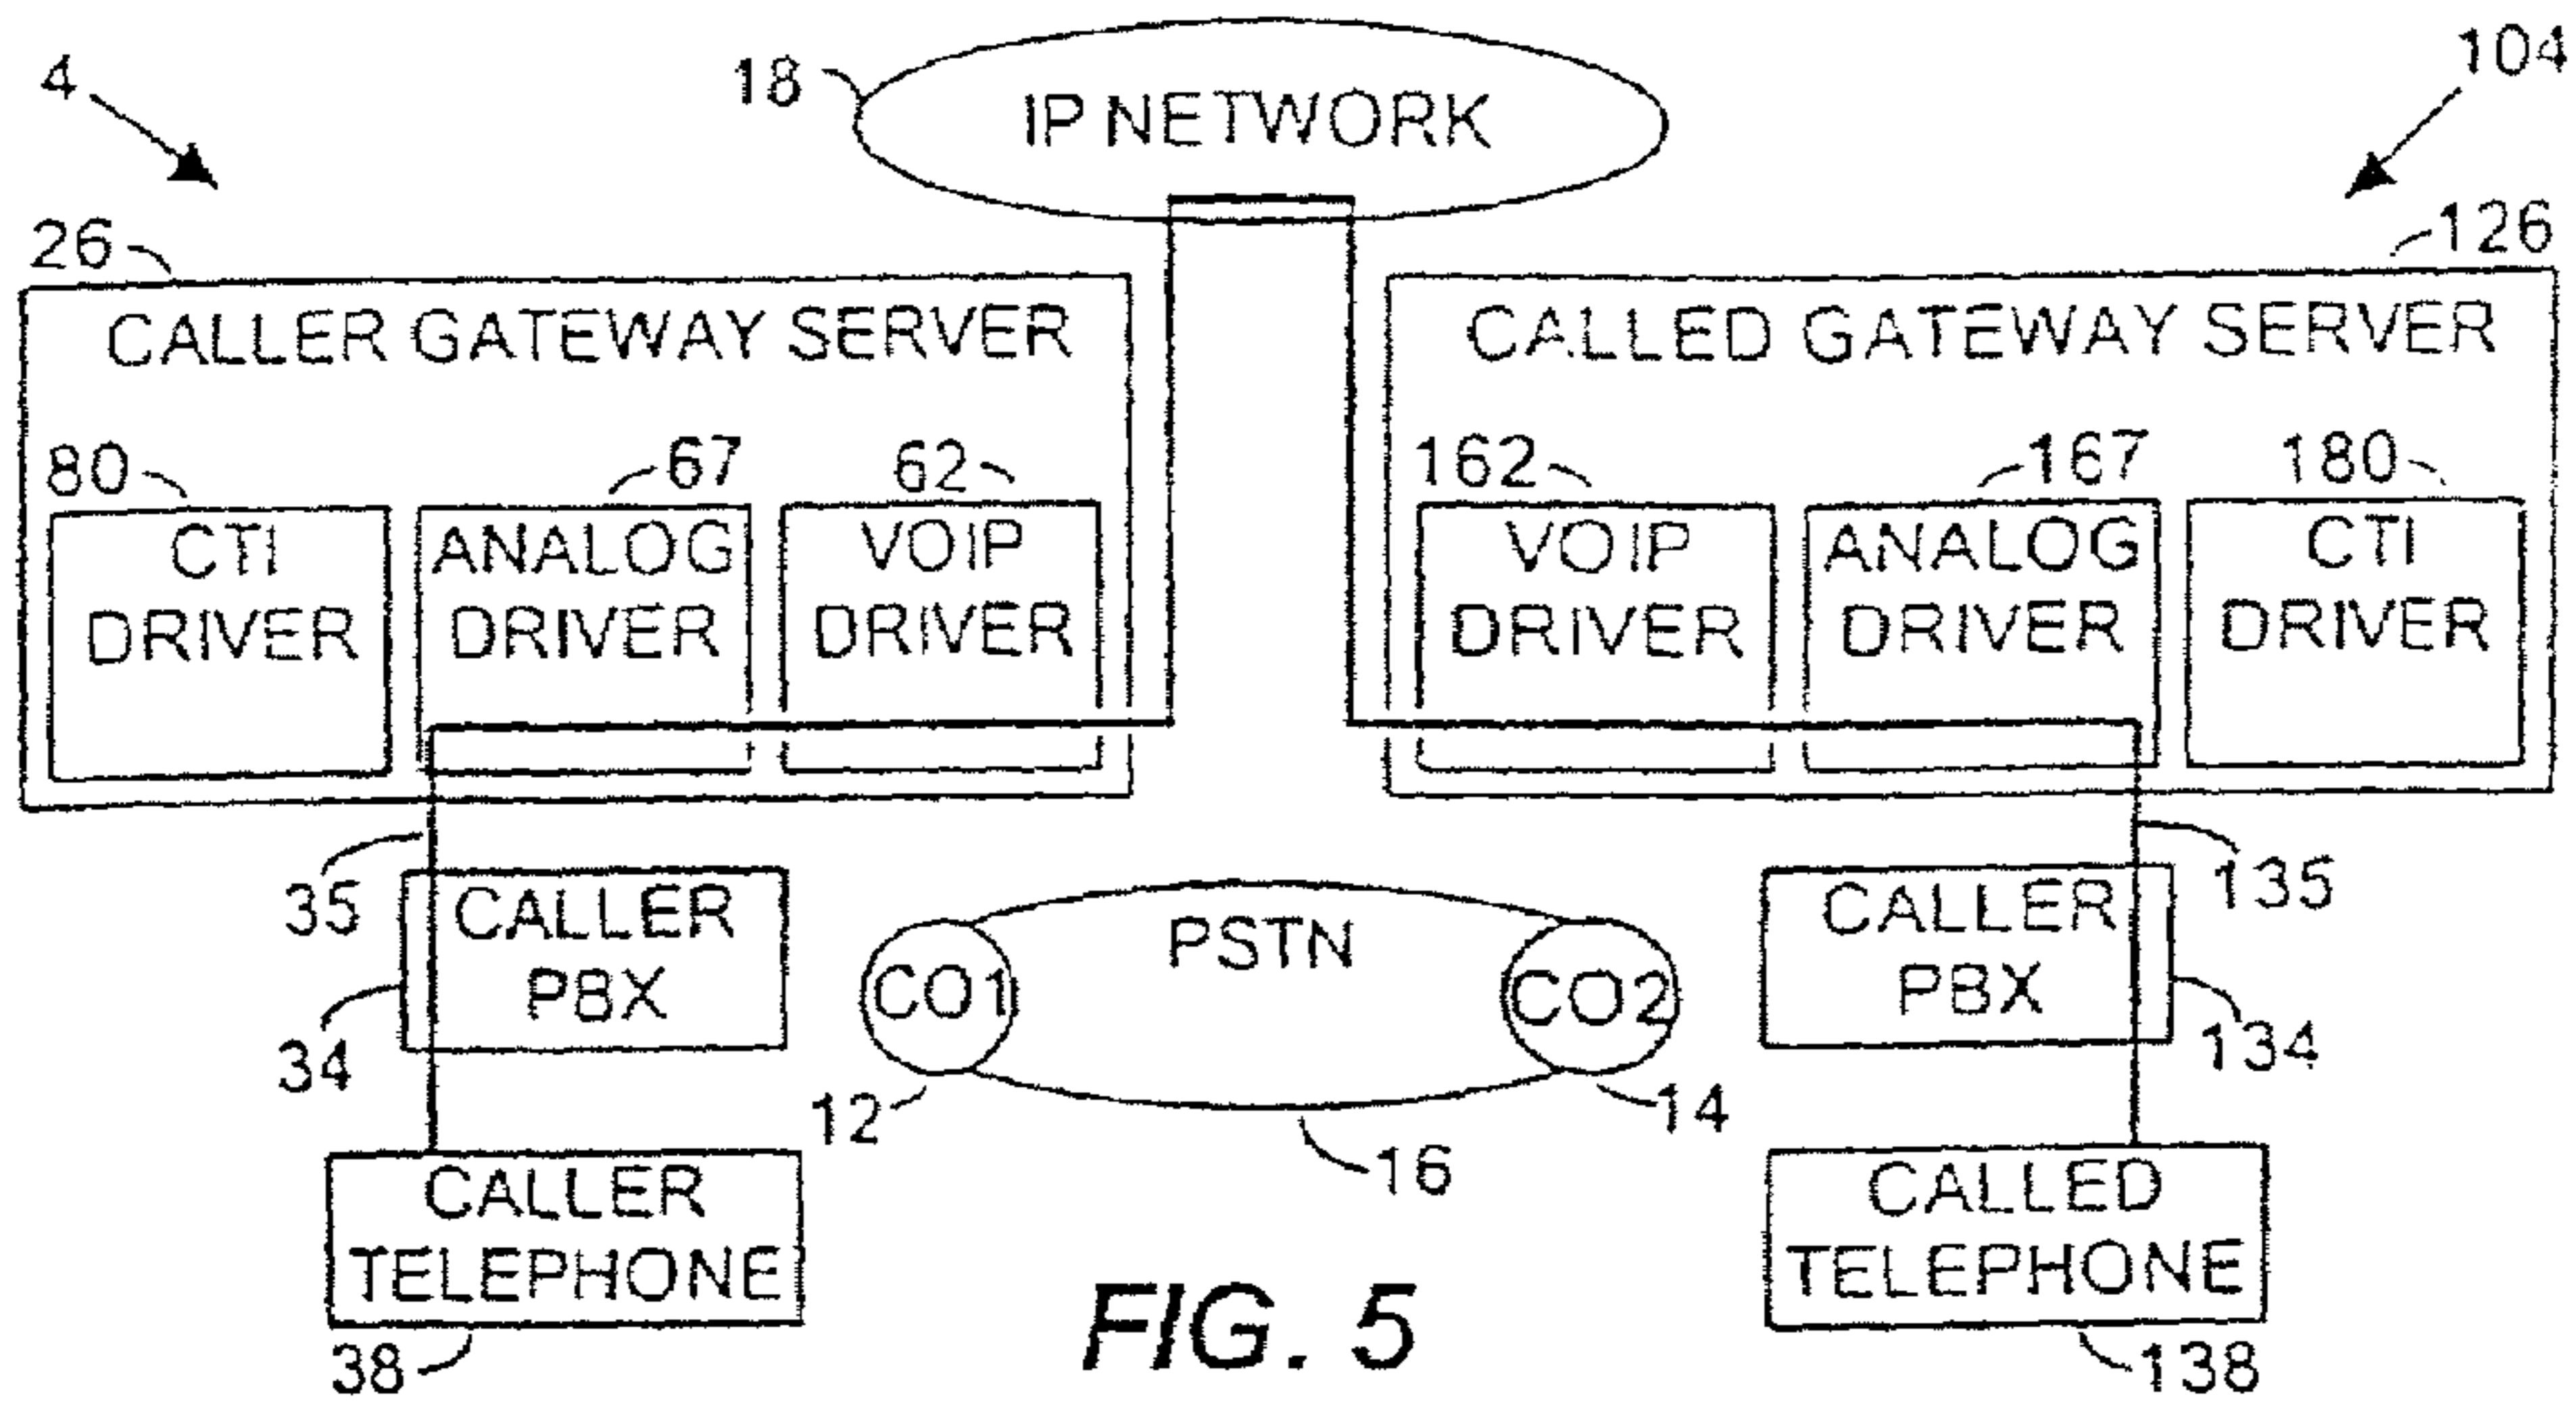 4
18
IP NETWORK
104
26
126
CALLER GATEWAY SERVER
CALLED GATEWAY SERVER
80
67
62
162
167
180
CTI
DRIVER
ANALOG
DRIVER
VOIP
DRIVER
VOIP
DRIVER
ANALOG
DRIVER
CTI
DRIVER
35
CALLER
PBX
34
PSTN
CO1
CO2
12
14
16
CALLER
PBX
135
134
CALLER
TELEPHONE
38
CALLED
TELEPHONE
138
FIG. 5